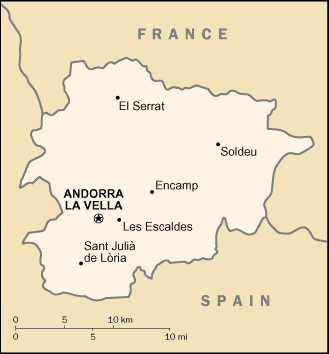 FRANCE
El Serrat
Soldeu
Encamp
ANDORRA
LA VELLA
Les Escaldes
Sant Julià
de Lòria
SPAIN
0 5 10 km
0 5 10 mi